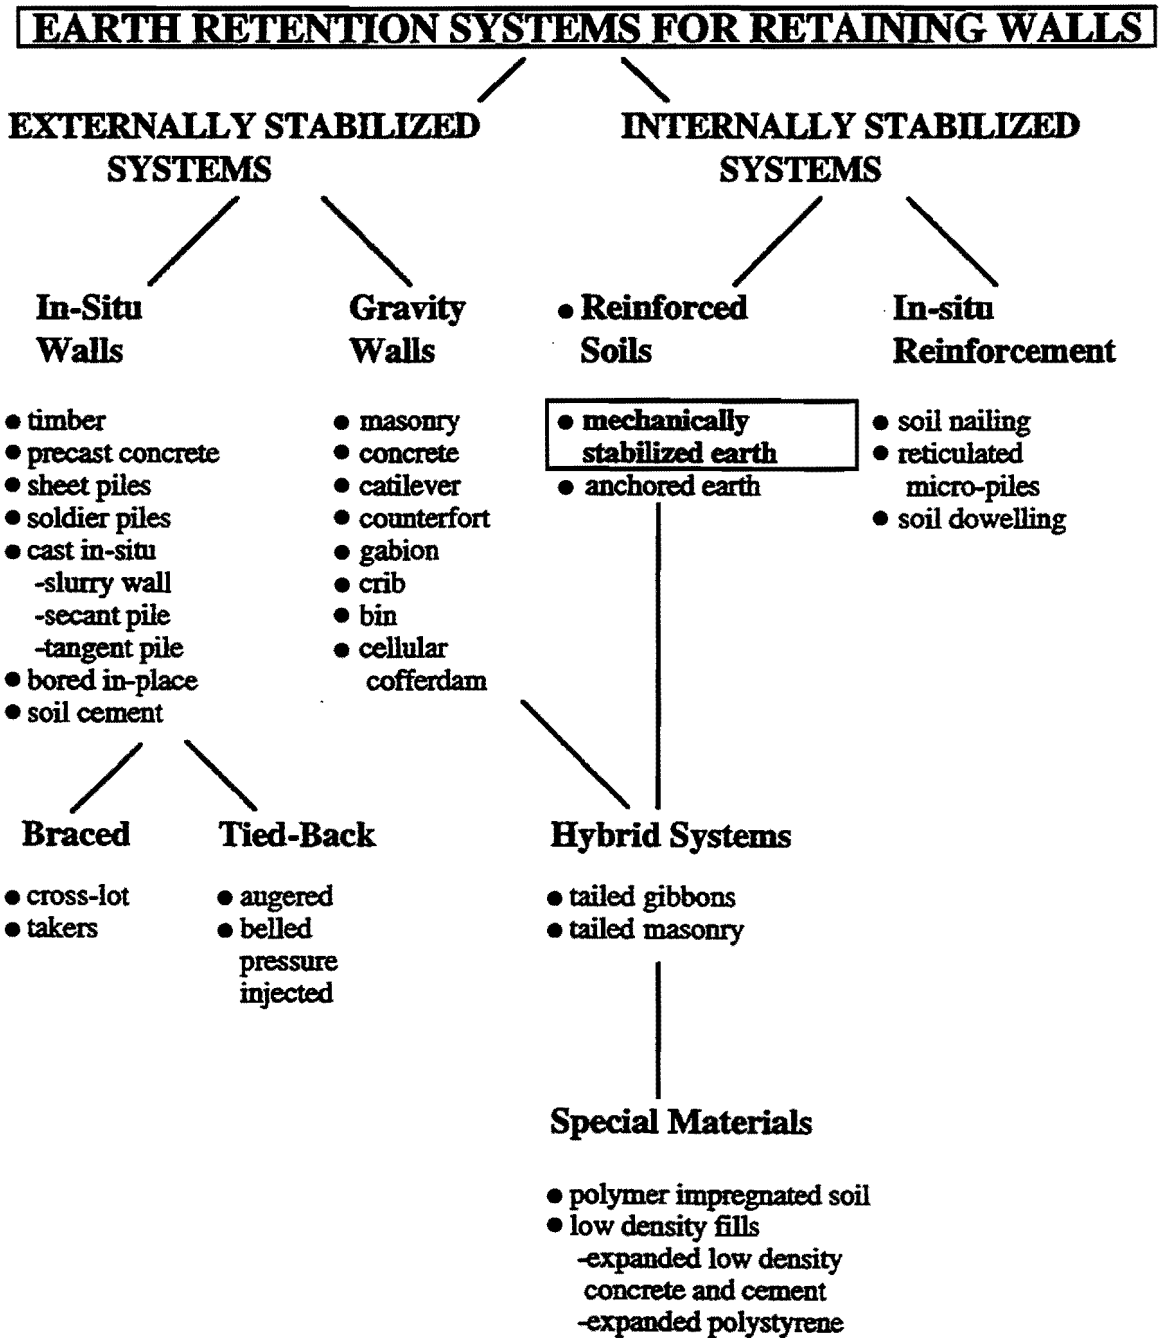 EARTH RETENTION SYSTEMS FOR RETAINING WALLS
EXTERNALLY STABILIZED
SYSTEMS
INTERNALLY STABILIZED
SYSTEMS
In-Situ
Walls
● timber
● precast concrete
● sheet piles
● soldier piles
● cast in-situ
-slurry wall
-secant pile
-tangent pile
● bored in-place
● soil cement
Gravity
Walls
● masonry
● concrete
● catilever
● counterfort
● gabion
● crib
● bin
● cellular
cofferdam
● Reinforced
Soils
● mechanically
stabilized earth
● anchored earth
In-situ
Reinforcement
● soil nailing
● reticulated
micro-piles
● soil dowelling
Braced
● cross-lot
● takers
Tied-Back
● augered
● belled
pressure
injected
Hybrid Systems
● tailed gibbons
● tailed masonry
Special Materials
● polymer impregnated soil
● low density fills
-expanded low density
concrete and cement
-expanded polystyrene